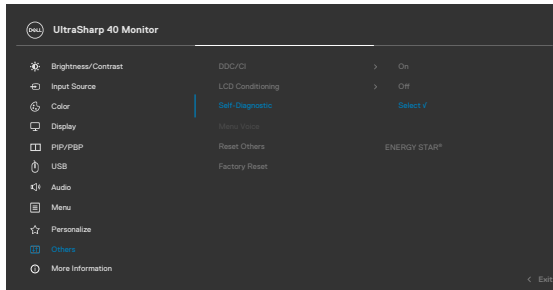 DELL UltraSharp 40 Monitor
Brightness/Contrast DDC/CI > On
Input Source LCD Conditioning > Off
Color Self-Diagnostic Select √
Display Menu Voice
PIP/PBP Reset Others ENERGY STAR®
USB Factory Reset
Audio
Menu
Personalize
Others
More Information
< Exit